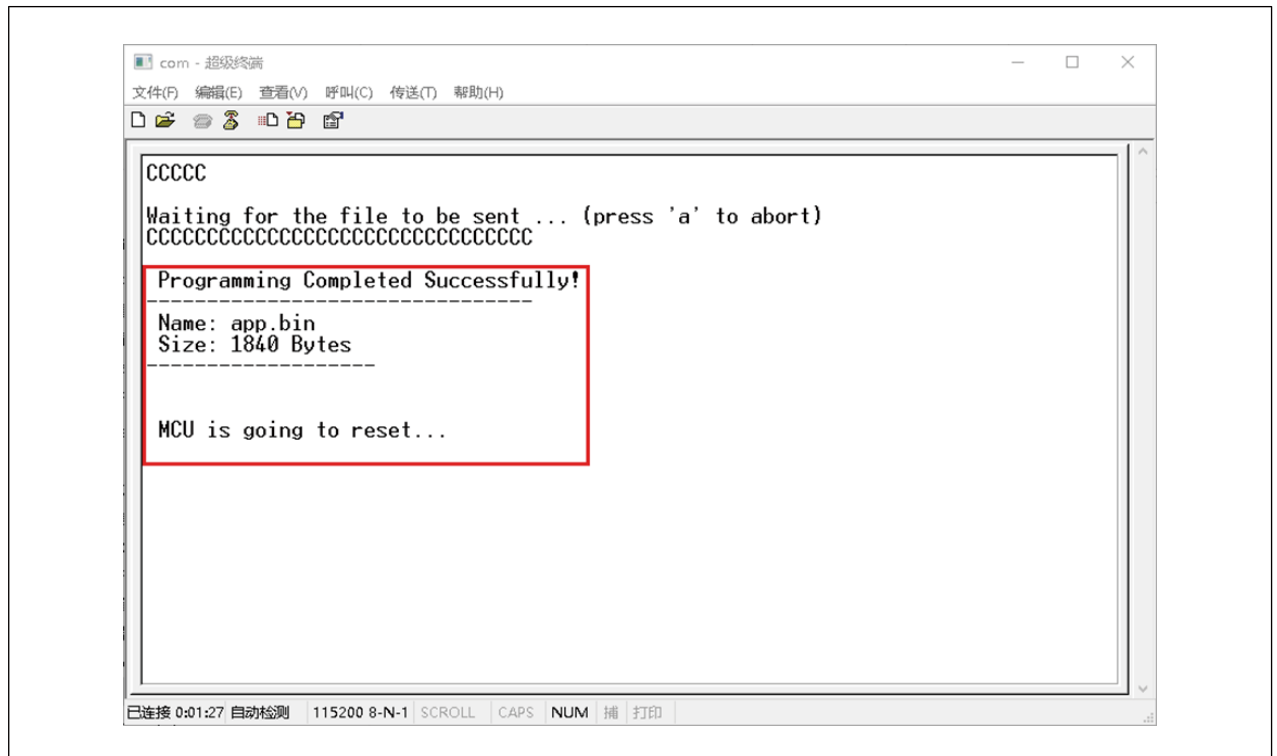 com - 超级终端
文件(F) 编辑(E) 查看(V) 呼叫(C) 传送(T) 帮助(H)
CCCCC
Waiting for the file to be sent ... (press 'a' to abort)
CCCCCCCCCCCCCCCCCCCCCCCCCCCCCCCC
Programming Completed Successfully!
--------------------------------
Name: app.bin
Size: 1840 Bytes
-------------------
MCU is going to reset...
已连接 0:01:27 自动检测 115200 8-N-1 SCROLL CAPS NUM 捕 打印